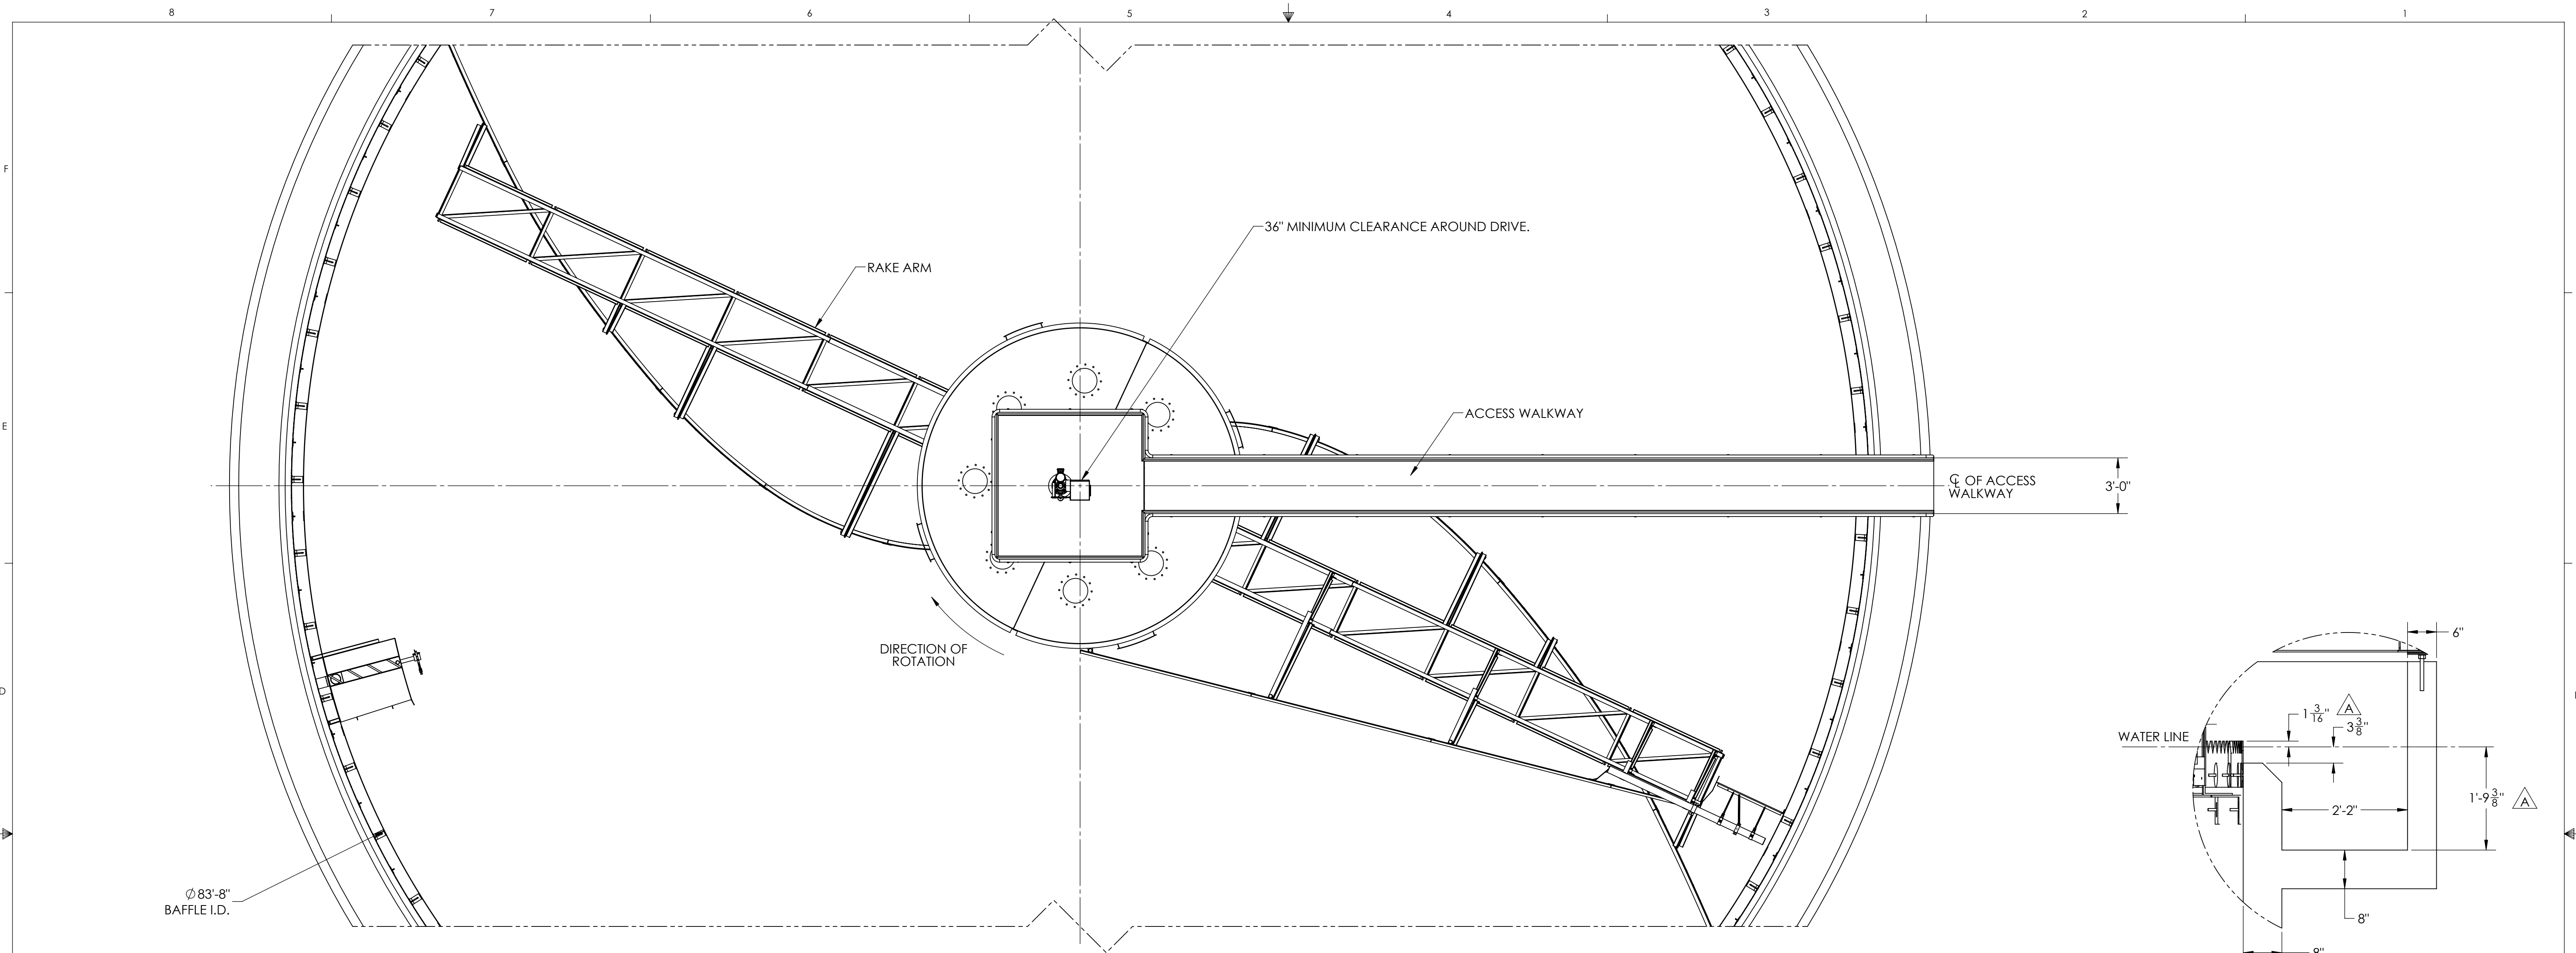 8 7 6 5 4 3 2 1
F
36" MINIMUM CLEARANCE AROUND DRIVE.
RAKE ARM
ACCESS WALKWAY
E
℄ OF ACCESS
WALKWAY
3'-0"
DIRECTION OF
ROTATION
6"
D
1 3/16" A
3 3/8"
WATER LINE
1'-9 3/8" A
2'-2"
Ø83'-8"
BAFFLE I.D.
8"
8"